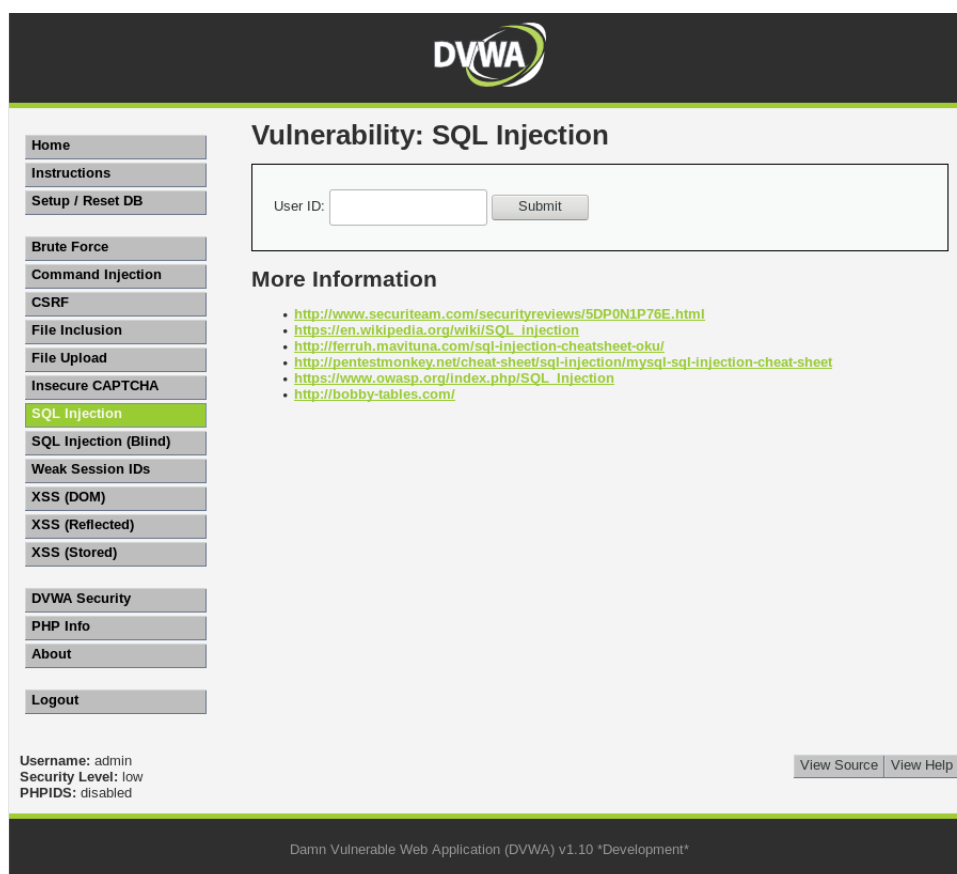 DVWA
Home
Instructions
Setup / Reset DB
Brute Force
Command Injection
CSRF
File Inclusion
File Upload
Insecure CAPTCHA
SQL Injection
SQL Injection (Blind)
Weak Session IDs
XSS (DOM)
XSS (Reflected)
XSS (Stored)
DVWA Security
PHP Info
About
Logout
Vulnerability: SQL Injection
User ID: Submit
More Information
http://www.securiteam.com/securityreviews/5DP0N1P76E.html
https://en.wikipedia.org/wiki/SQL_injection
http://ferruh.mavituna.com/sql-injection-cheatsheet-oku/
http://pentestmonkey.net/cheat-sheet/sql-injection/mysql-sql-injection-cheat-sheet
https://www.owasp.org/index.php/SQL_Injection
http://bobby-tables.com/
Username: admin
Security Level: low
PHPIDS: disabled
View Source View Help
Damn Vulnerable Web Application (DVWA) v1.10 *Development*